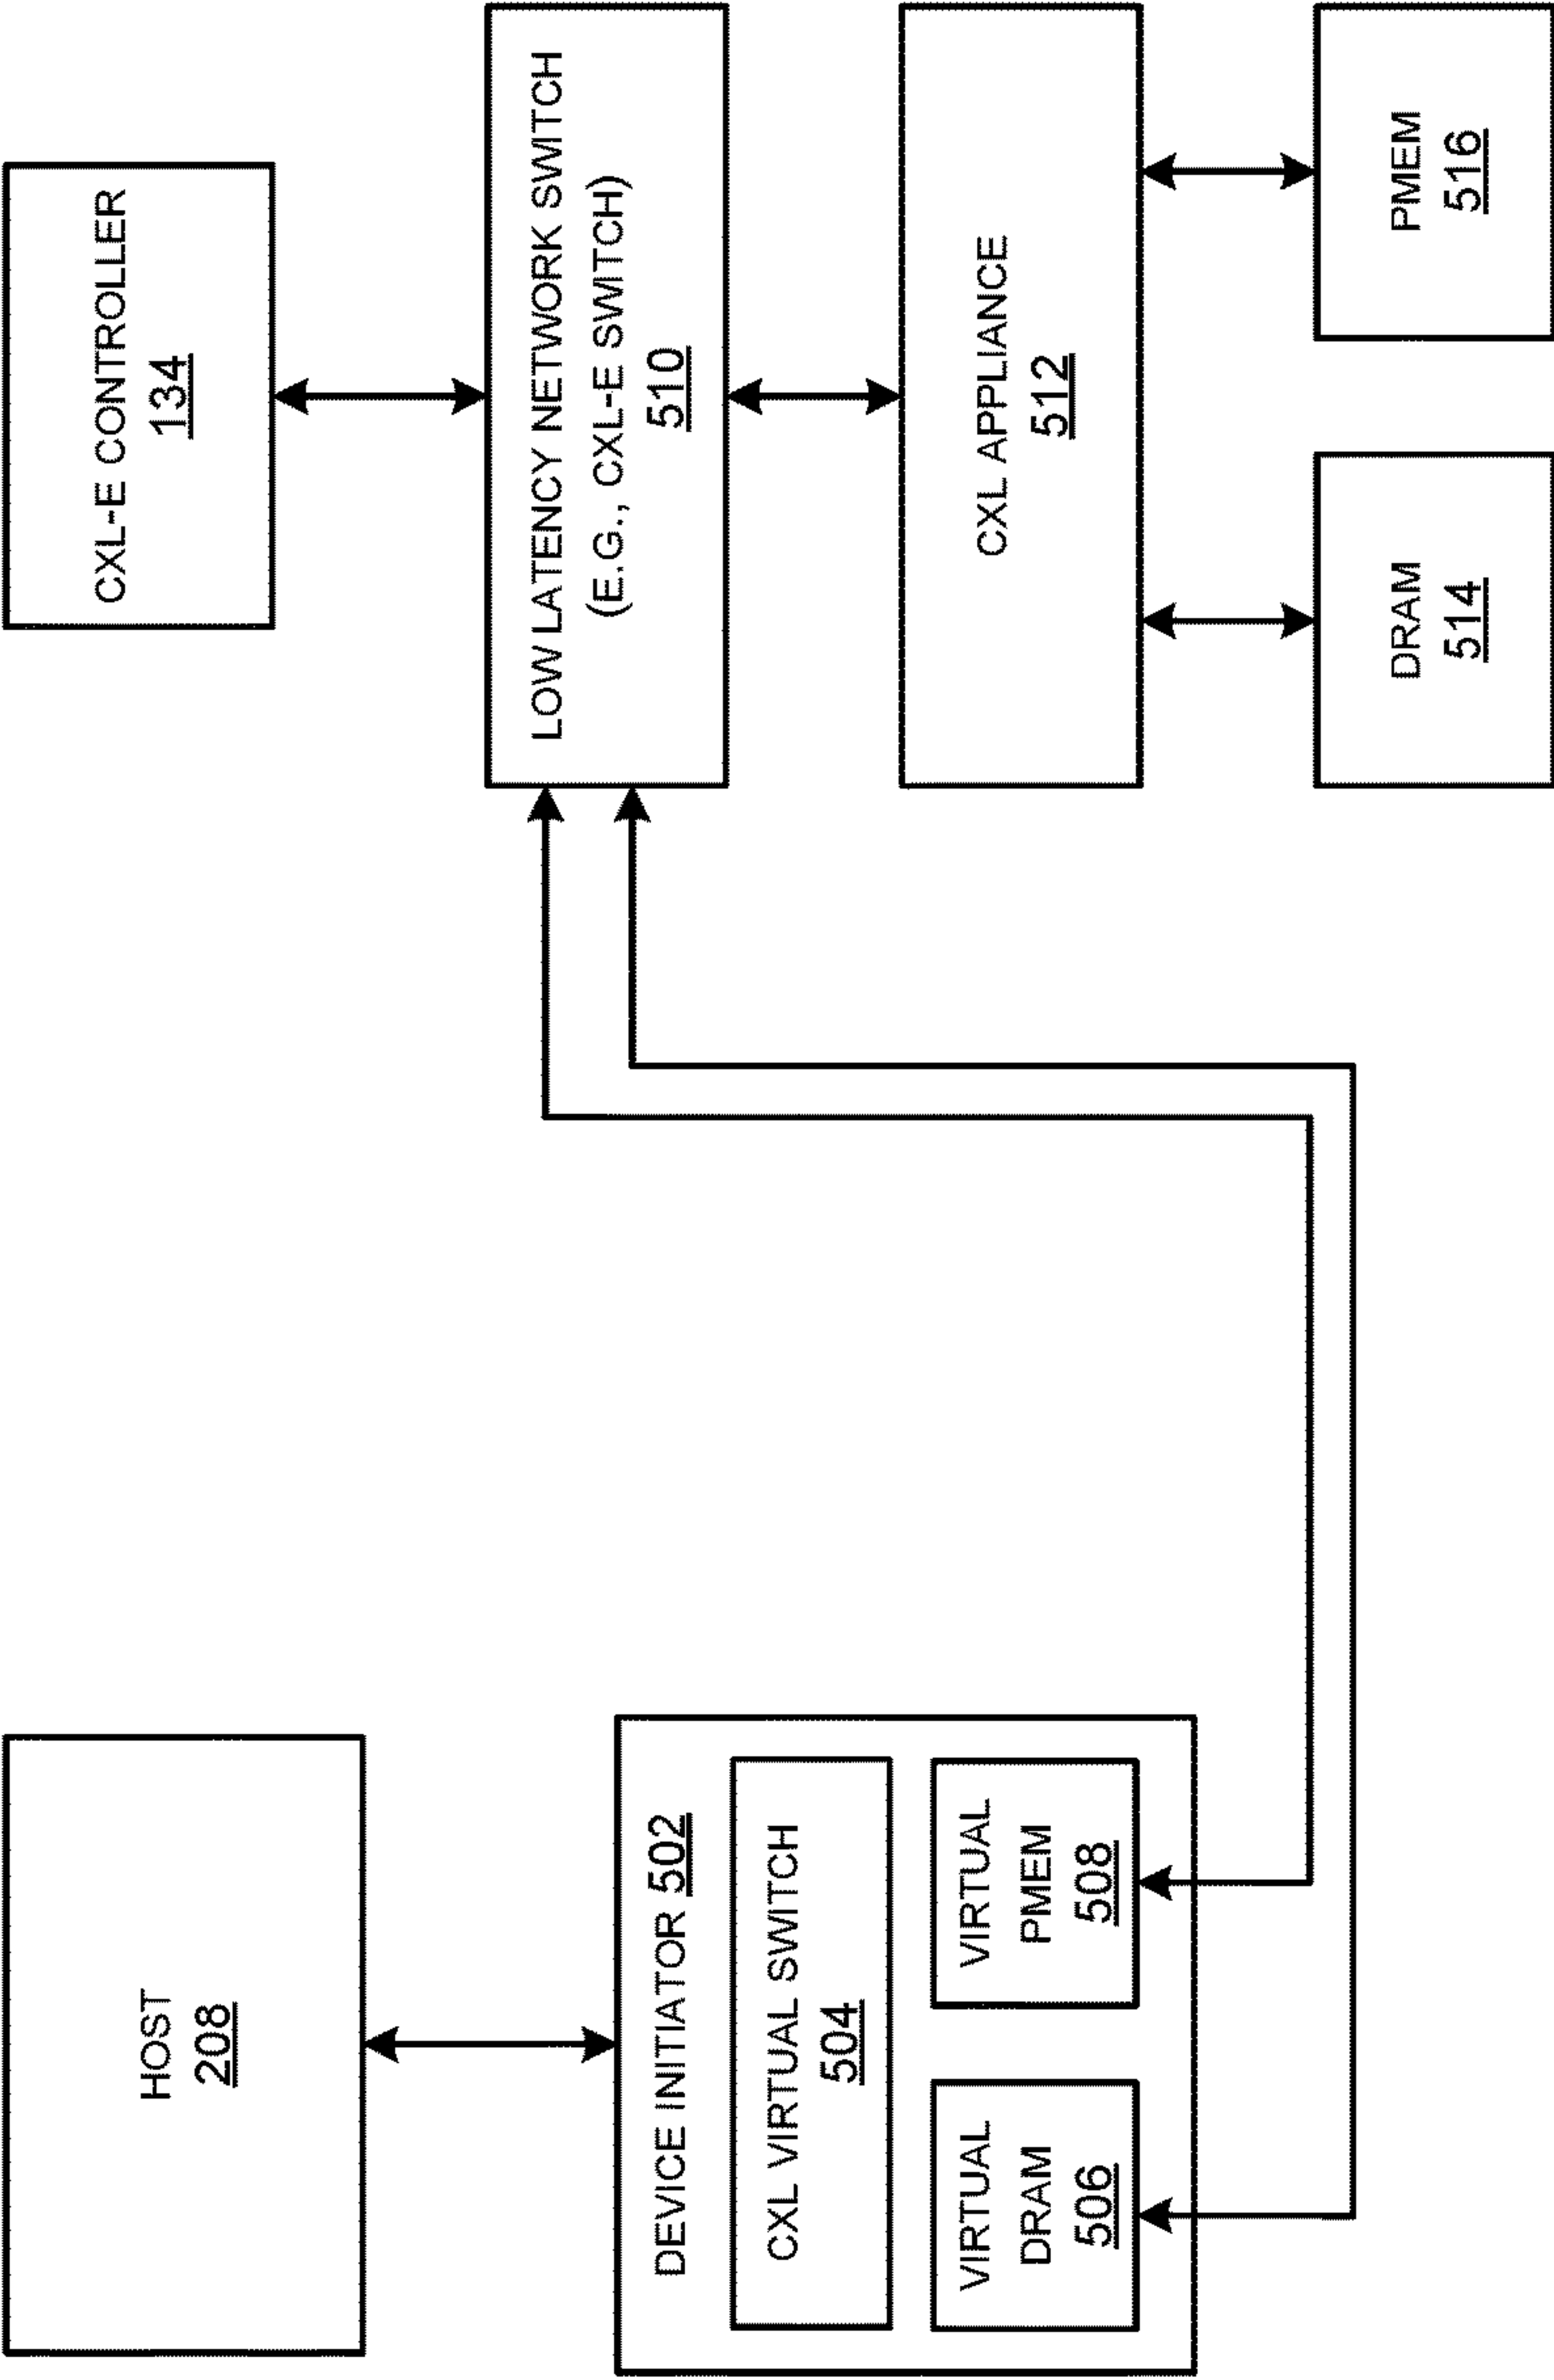 HOST
208
DEVICE INITIATOR 502
CXL VIRTUAL SWITCH
504
VIRTUAL
DRAM
506
VIRTUAL
PMEM
508
CXL-E CONTROLLER
134
LOW LATENCY NETWORK SWITCH
(E.G., CXL-E SWITCH)
510
CXL APPLIANCE
512
DRAM
514
PMEM
516